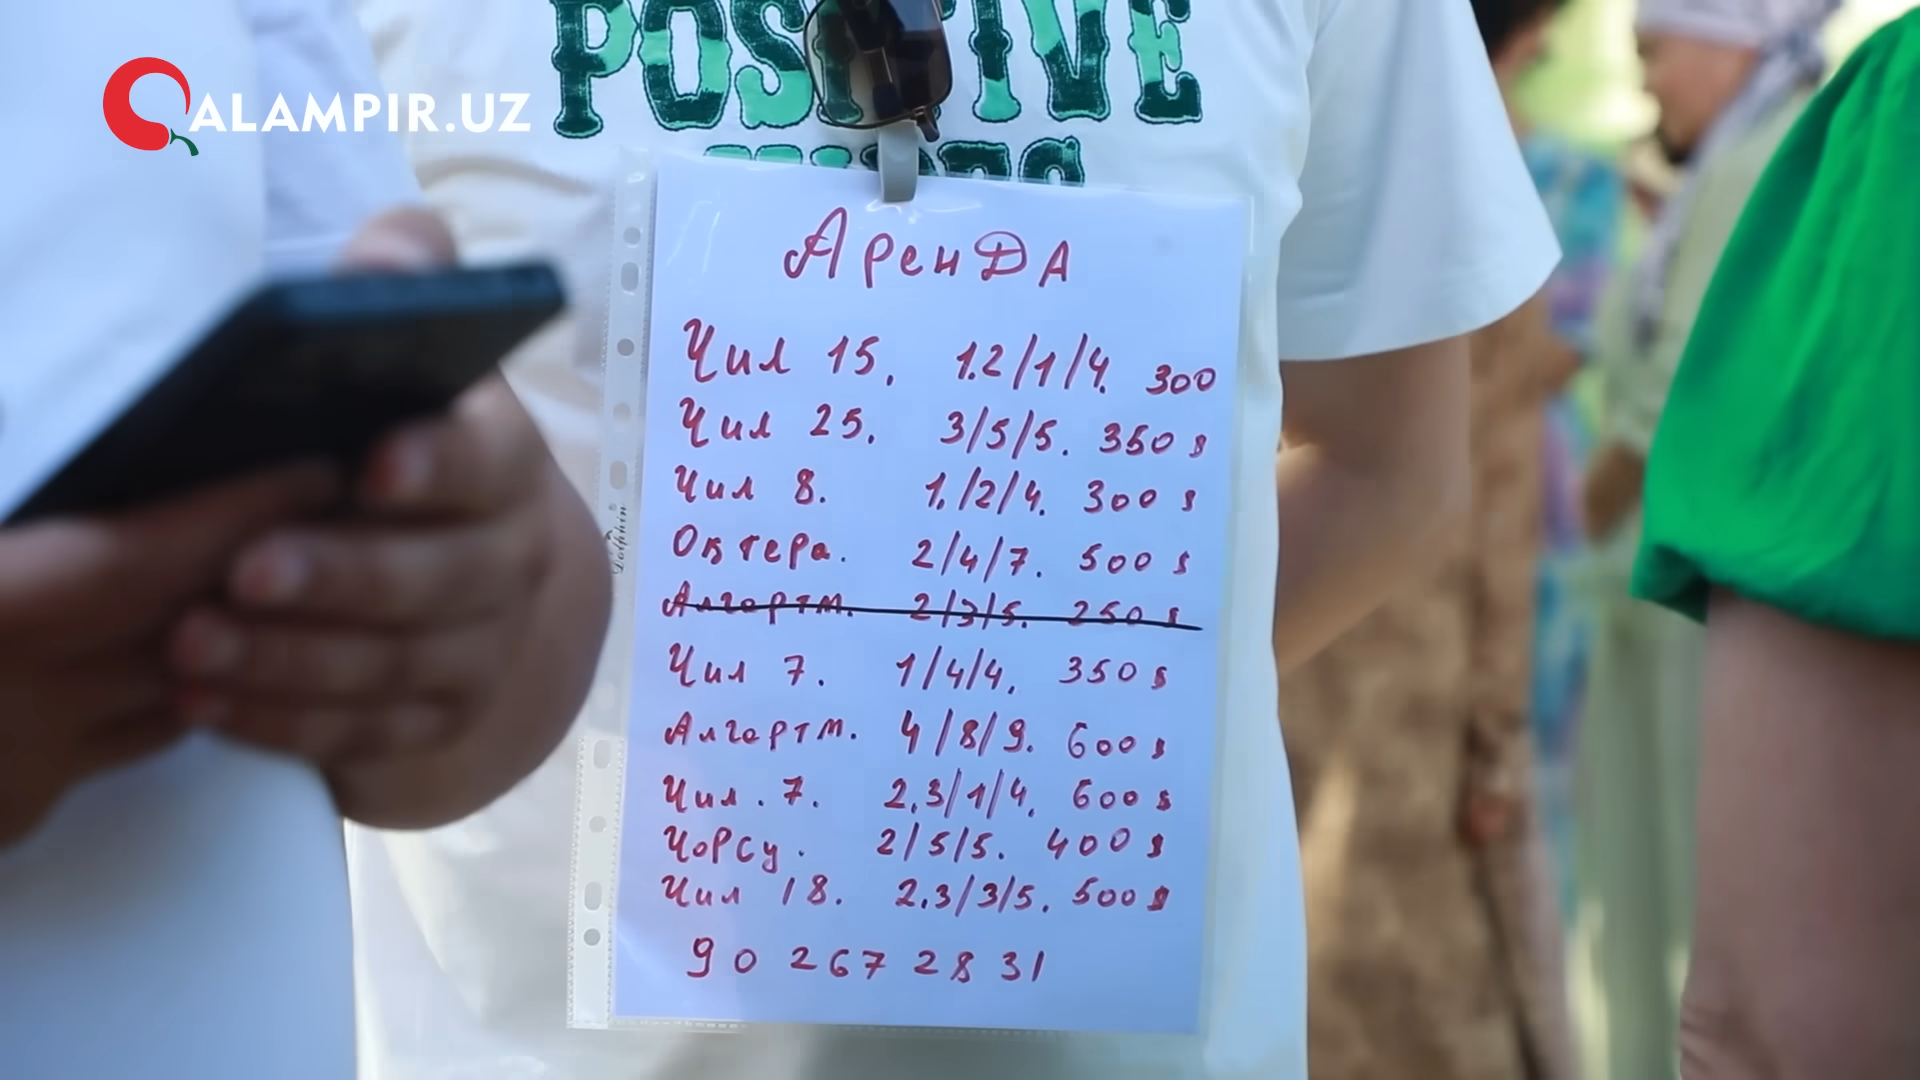 QALAMPIR.UZ
POSITIVE
АренДА
Чил 15. 1.2/1/4. 300
Чил 25. 3/5/5. 350 $
Чил 8. 1./2/4. 300 $
Октера. 2/4/7. 500 $
Алгортм. 2/3/5. 250 $
Чил 7. 1/4/4. 350 $
Алгортм. 4/8/9. 600 $
Чил. 7. 2.3/1/4. 600 $
Чорсу. 2/5/5. 400 $
Чил 18. 2.3/3/5. 500 $
90 267 28 31
Dolphin